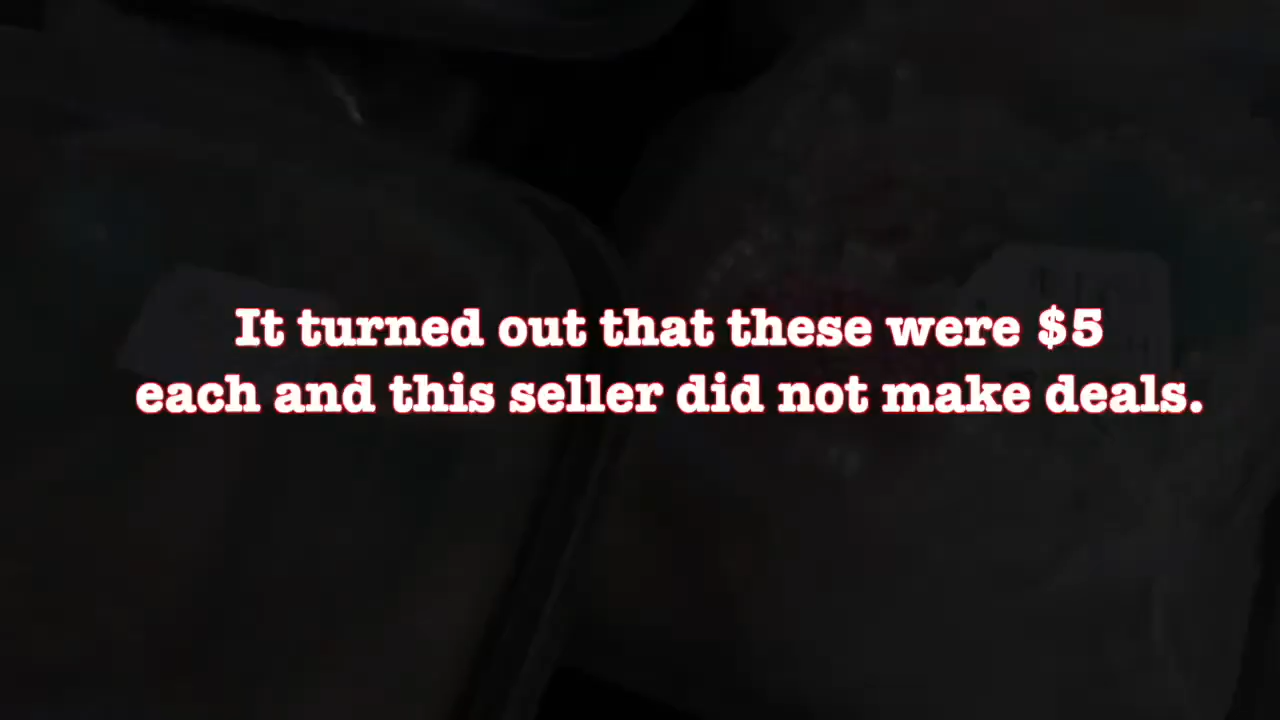 It turned out that these were $5
each and this seller did not make deals.